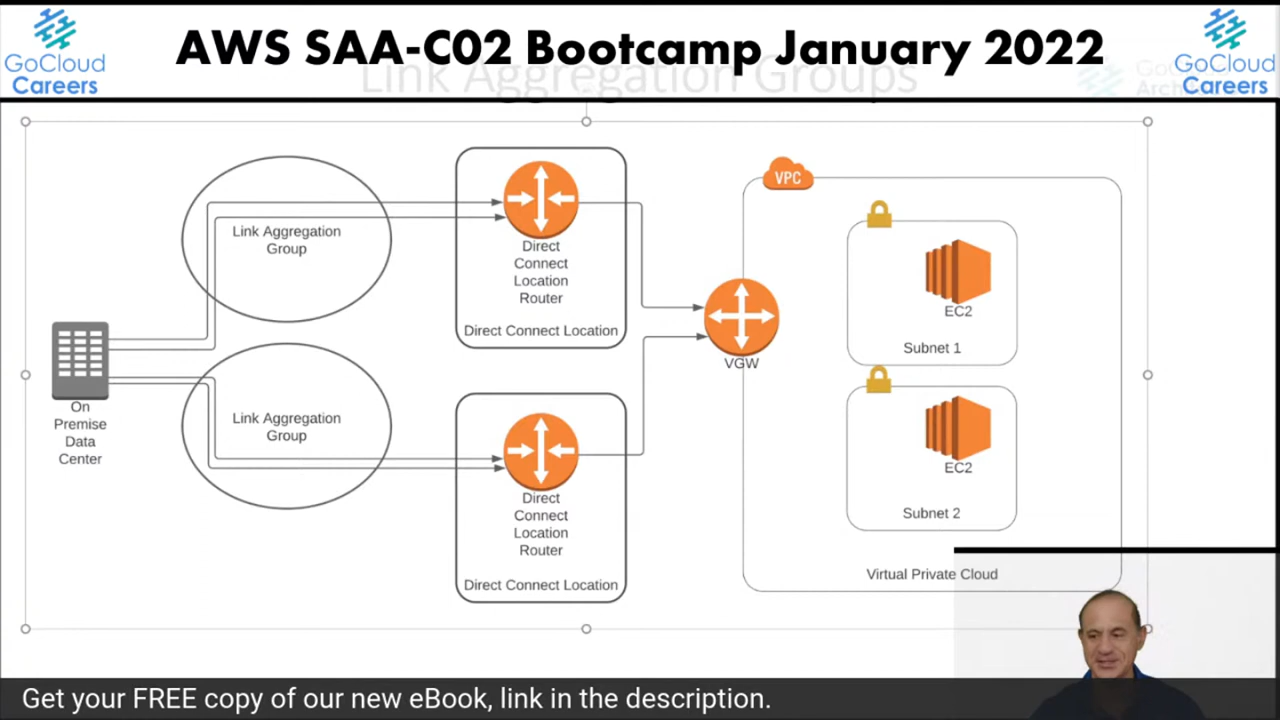 GoCloud
Careers
AWS SAA-C02 Bootcamp January 2022
GoCloud
Careers
Link Aggregation Groups
Link Aggregation
Group
Direct
Connect
Location
Router
Direct Connect Location
VPC
EC2
Subnet 1
VGW
On
Premise
Data
Center
Link Aggregation
Group
Direct
Connect
Location
Router
Direct Connect Location
EC2
Subnet 2
Virtual Private Cloud
Get your FREE copy of our new eBook, link in the description.